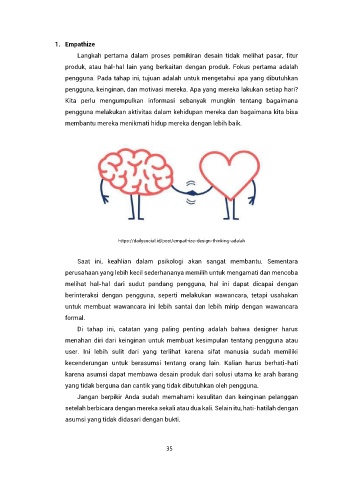 1. Empathize
Langkah pertama dalam proses pemikiran desain tidak melihat pasar, fitur
produk, atau hal-hal lain yang berkaitan dengan produk. Fokus pertama adalah
pengguna. Pada tahap ini, tujuan adalah untuk mengetahui apa yang dibutuhkan
pengguna, keinginan, dan motivasi mereka. Apa yang mereka lakukan setiap hari?
Kita perlu mengumpulkan informasi sebanyak mungkin tentang bagaimana
pengguna melakukan aktivitas dalam kehidupan mereka dan bagaimana kita bisa
membantu mereka menikmati hidup mereka dengan lebih baik.
https://dailysocial.id/post/empathize-design-thinking-adalah
Saat ini, keahlian dalam psikologi akan sangat membantu. Sementara
perusahaan yang lebih kecil sederhananya memilih untuk mengamati dan mencoba
melihat hal-hal dari sudut pandang pengguna, hal ini dapat dicapai dengan
berinteraksi dengan pengguna, seperti melakukan wawancara, tetapi usahakan
untuk membuat wawancara ini lebih santai dan lebih mirip dengan wawancara
formal.
Di tahap ini, catatan yang paling penting adalah bahwa designer harus
menahan diri dari keinginan untuk membuat kesimpulan tentang pengguna atau
user. Ini lebih sulit dari yang terlihat karena sifat manusia sudah memiliki
kecenderungan untuk berasumsi tentang orang lain. Kalian harus berhati-hati
karena asumsi dapat membawa desain produk dari solusi utama ke arah barang
yang tidak berguna dan cantik yang tidak dibutuhkan oleh pengguna.
Jangan berpikir Anda sudah memahami kesulitan dan keinginan pelanggan
setelah berbicara dengan mereka sekali atau dua kali. Selain itu, hati-hatilah dengan
asumsi yang tidak didasari dengan bukti.
35